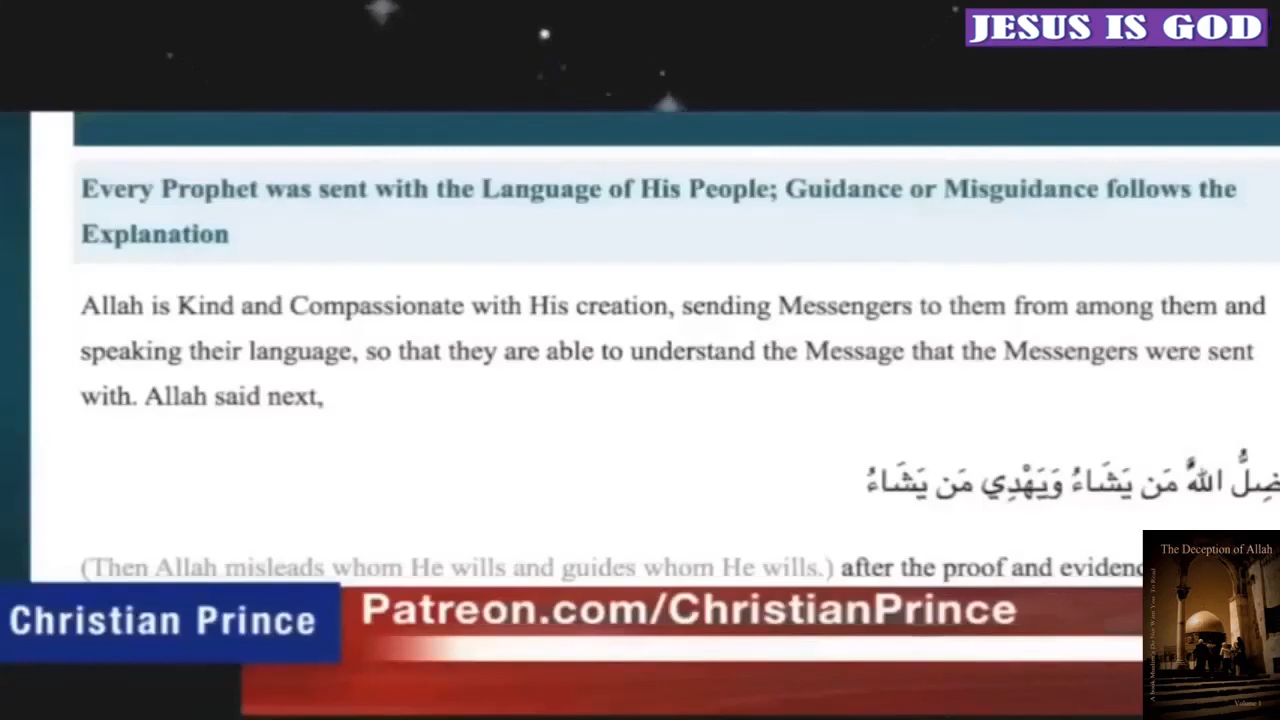 JESUS IS GOD
Every Prophet was sent with the Language of His People; Guidance or Misguidance follows the
Explanation
Allah is Kind and Compassionate with His creation, sending Messengers to them from among them and
speaking their language, so that they are able to understand the Message that the Messengers were sent
with. Allah said next,
ضِلُّ اللَّهُ مَن يَشَاءُ وَيَهْدِي مَن يَشَاءُ
(Then Allah misleads whom He wills and guides whom He wills.) after the proof and evidenc
The Deception of Allah
Christian Prince
Patreon.com/ChristianPrince
Volume 1